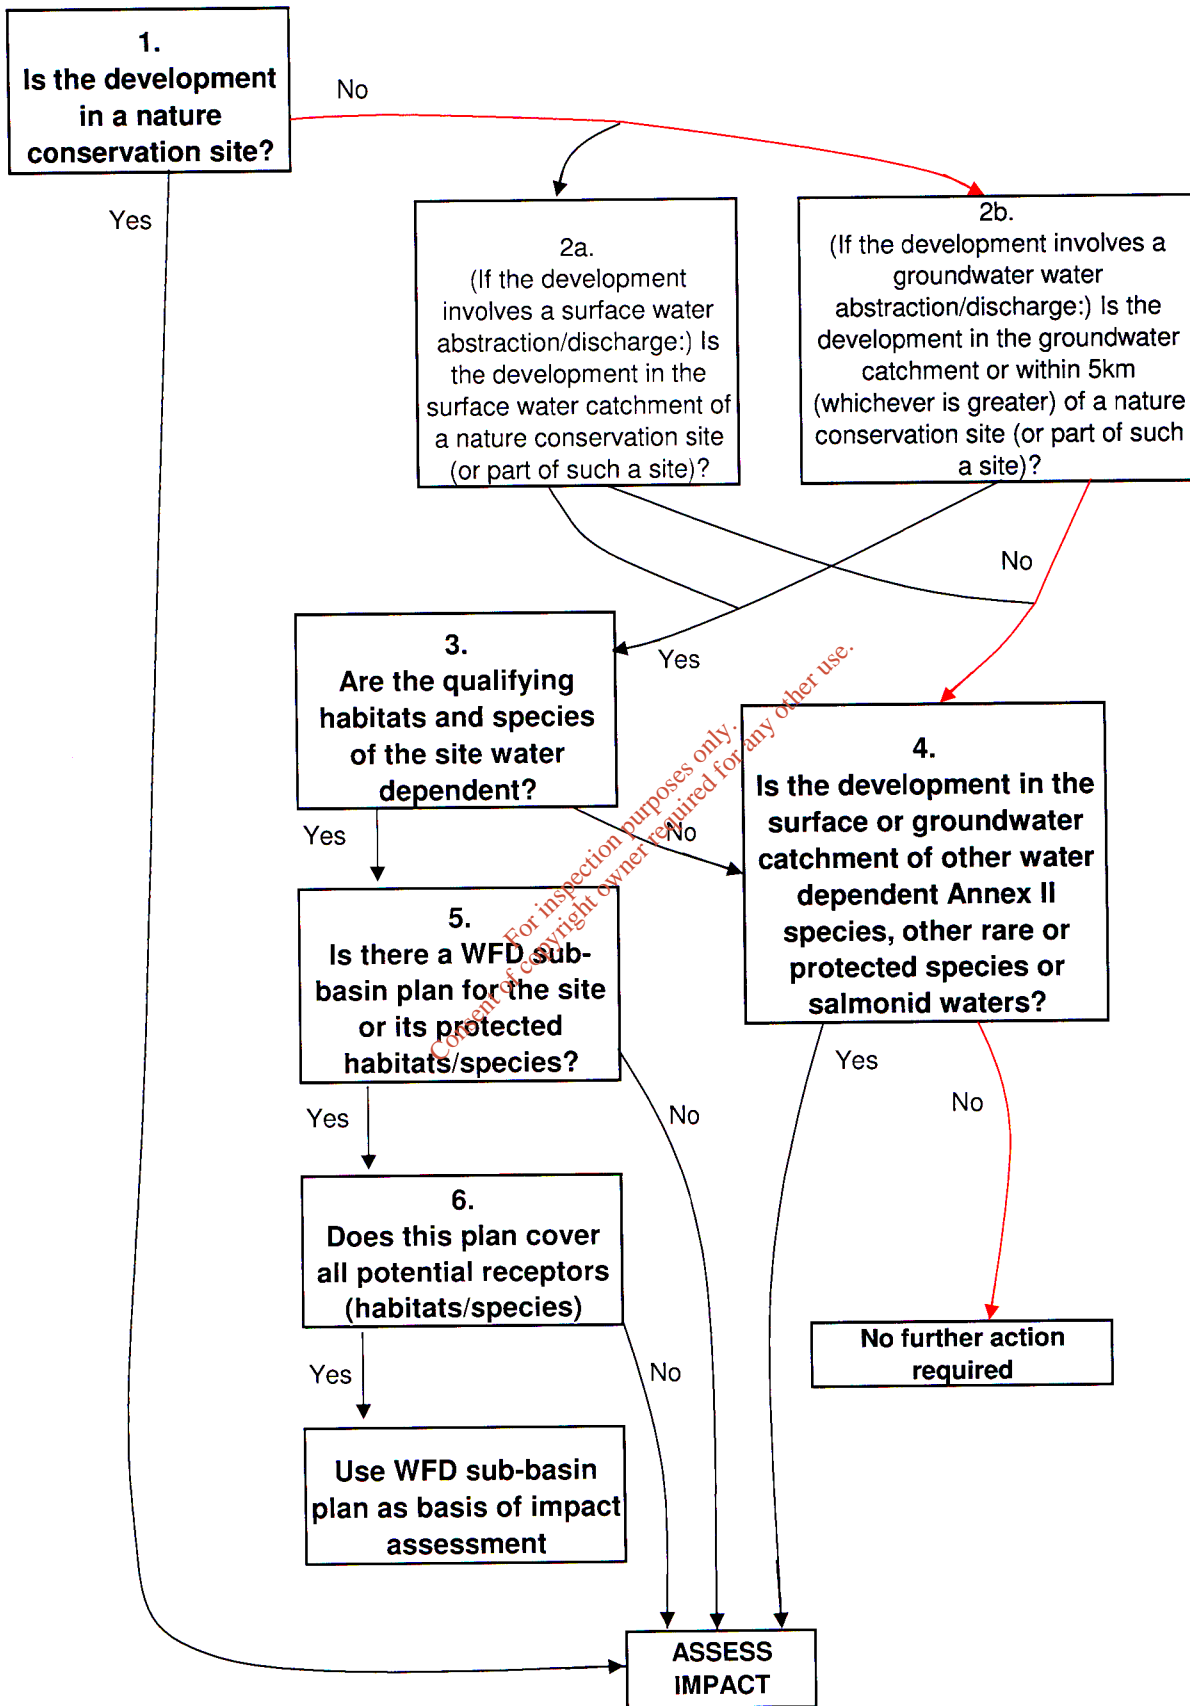 1.
Is the development
in a nature
conservation site?
No
Yes
2a.
(If the development
involves a surface water
abstraction/discharge:) Is
the development in the
surface water catchment of
a nature conservation site
(or part of such a site)?
2b.
(If the development involves a
groundwater water
abstraction/discharge:) Is the
development in the groundwater
catchment or within 5km
(whichever is greater) of a nature
conservation site (or part of such
a site)?
No
Yes
3.
Are the qualifying
habitats and species
of the site water
dependent?
Yes
No
4.
Is the development in the
surface or groundwater
catchment of other water
dependent Annex II
species, other rare or
protected species or
salmonid waters?
For inspection purposes only.
Consent of copyright owner required for any other use.
5.
Is there a WFD sub-
basin plan for the site
or its protected
habitats/species?
Yes
No
Yes
No
6.
Does this plan cover
all potential receptors
(habitats/species)
Yes
No
No further action
required
Use WFD sub-basin
plan as basis of impact
assessment
ASSESS
IMPACT